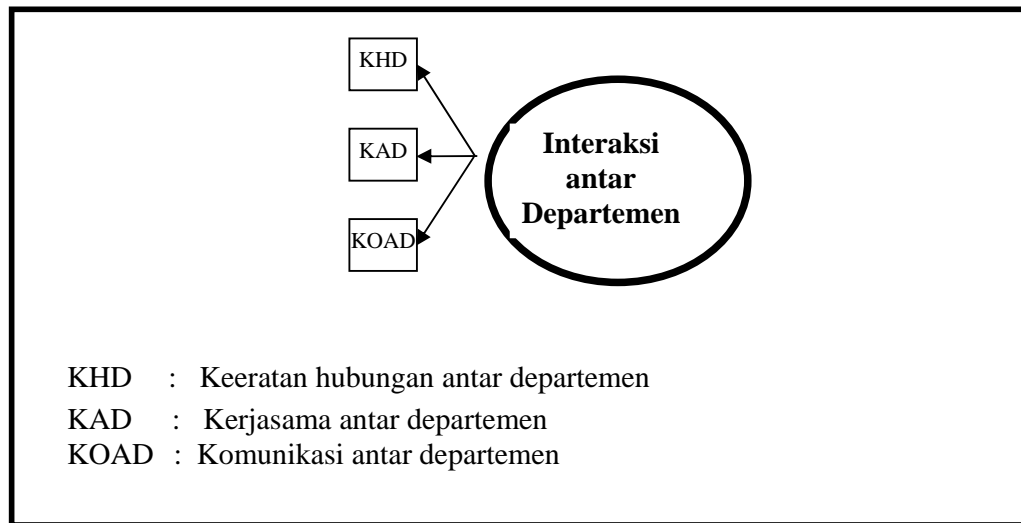 KHD
KAD
KOAD
Interaksi
antar
Departemen
KHD : Keeratan hubungan antar departemen
KAD : Kerjasama antar departemen
KOAD : Komunikasi antar departemen